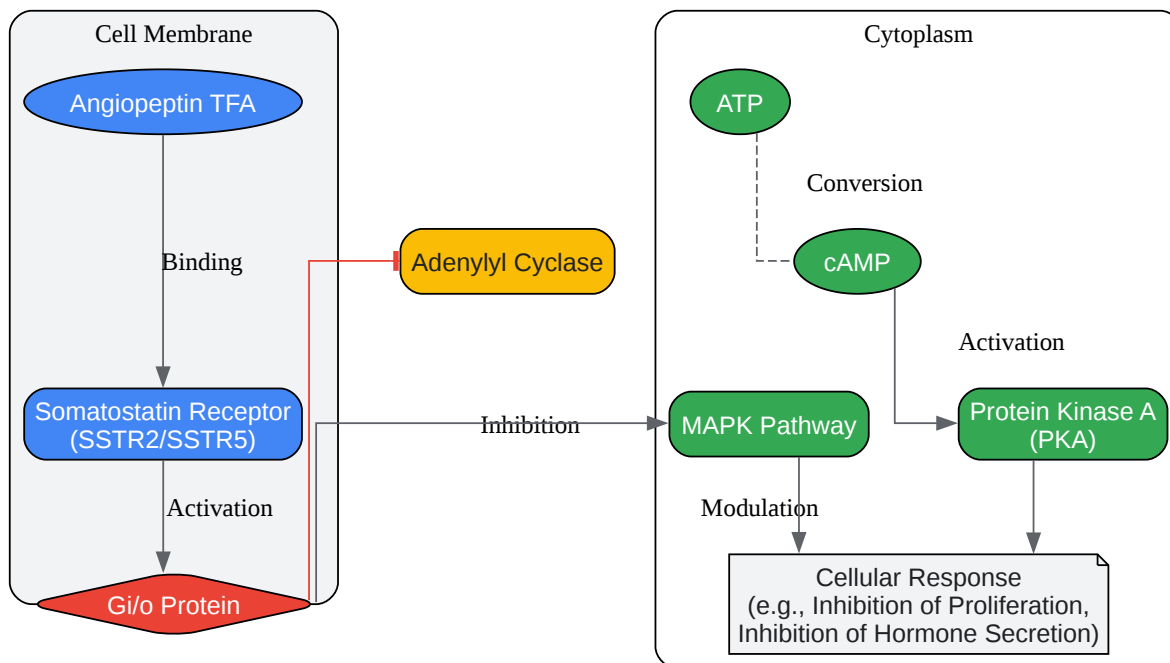 Cell Membrane
Cytoplasm
Angiopeptin TFA
ATP
Conversion
Binding
Adenylyl Cyclase
cAMP
Activation
Somatostatin Receptor
(SSTR2/SSTR5)
Inhibition
MAPK Pathway
Protein Kinase A
(PKA)
Activation
Modulation
Gi/o Protein
Cellular Response
(e.g., Inhibition of Proliferation,
Inhibition of Hormone Secretion)